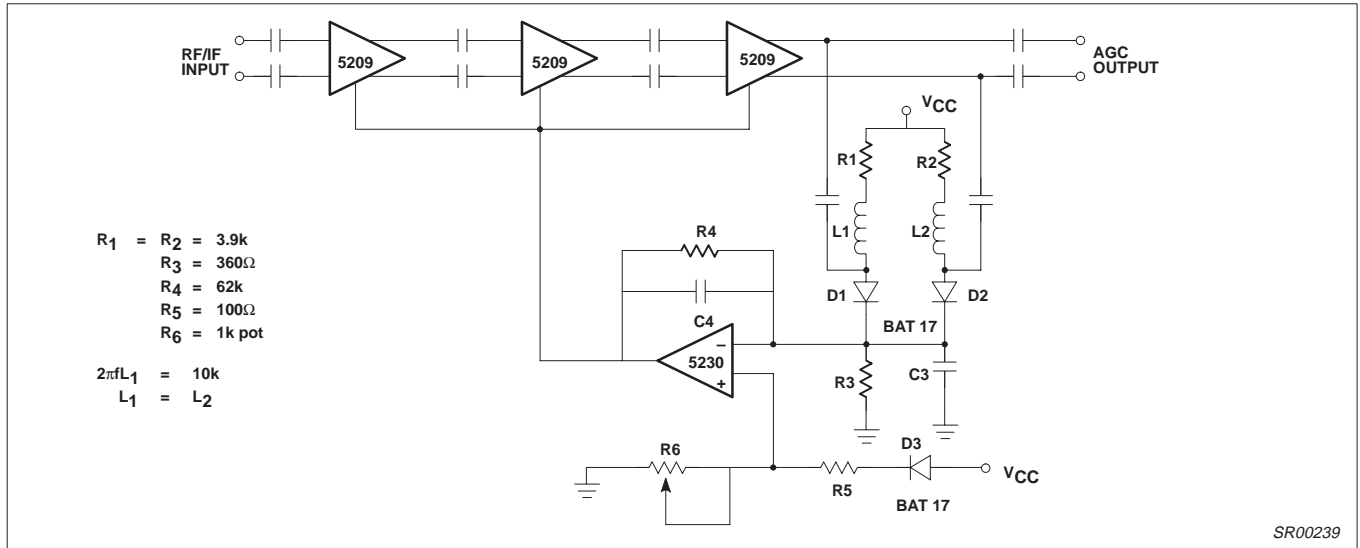 RF/IF
INPUT
5209
5209
5209
AGC
OUTPUT
VCC
R1
R2
L1
L2
R4
C4
D1
D2
BAT 17
5230
−
+
R3
C3
R1 = R2 = 3.9k
R3 = 360Ω
R4 = 62k
R5 = 100Ω
R6 = 1k pot
2πfL1 = 10k
L1 = L2
R6
R5
D3
BAT 17
VCC
SR00239